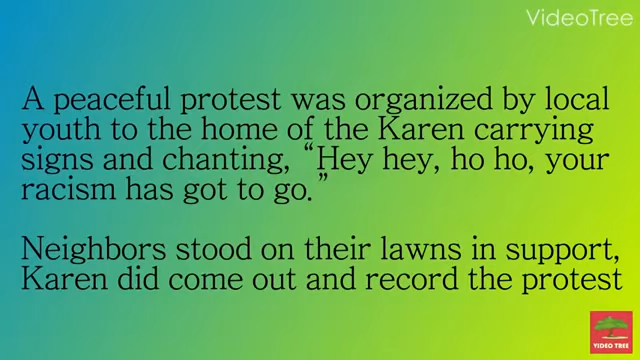 VideoTree
A peaceful protest was organized by local
youth to the home of the Karen carrying
signs and chanting, “Hey hey, ho ho, your
racism has got to go.”
Neighbors stood on their lawns in support,
Karen did come out and record the protest
VIDEO TREE